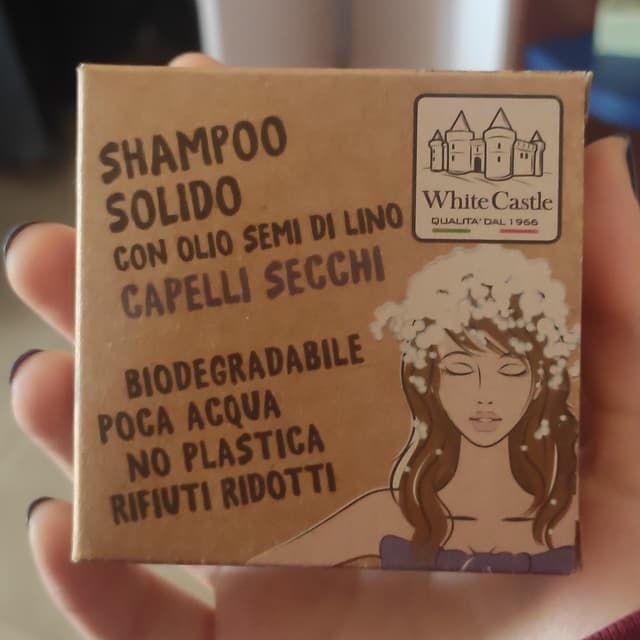 SHAMPOO
SOLIDO
CON OLIO SEMI DI LINO
CAPELLI SECCHI
BIODEGRADABILE
POCA ACQUA
NO PLASTICA
RIFIUTI RIDOTTI
White Castle
QUALITA' DAL 1966